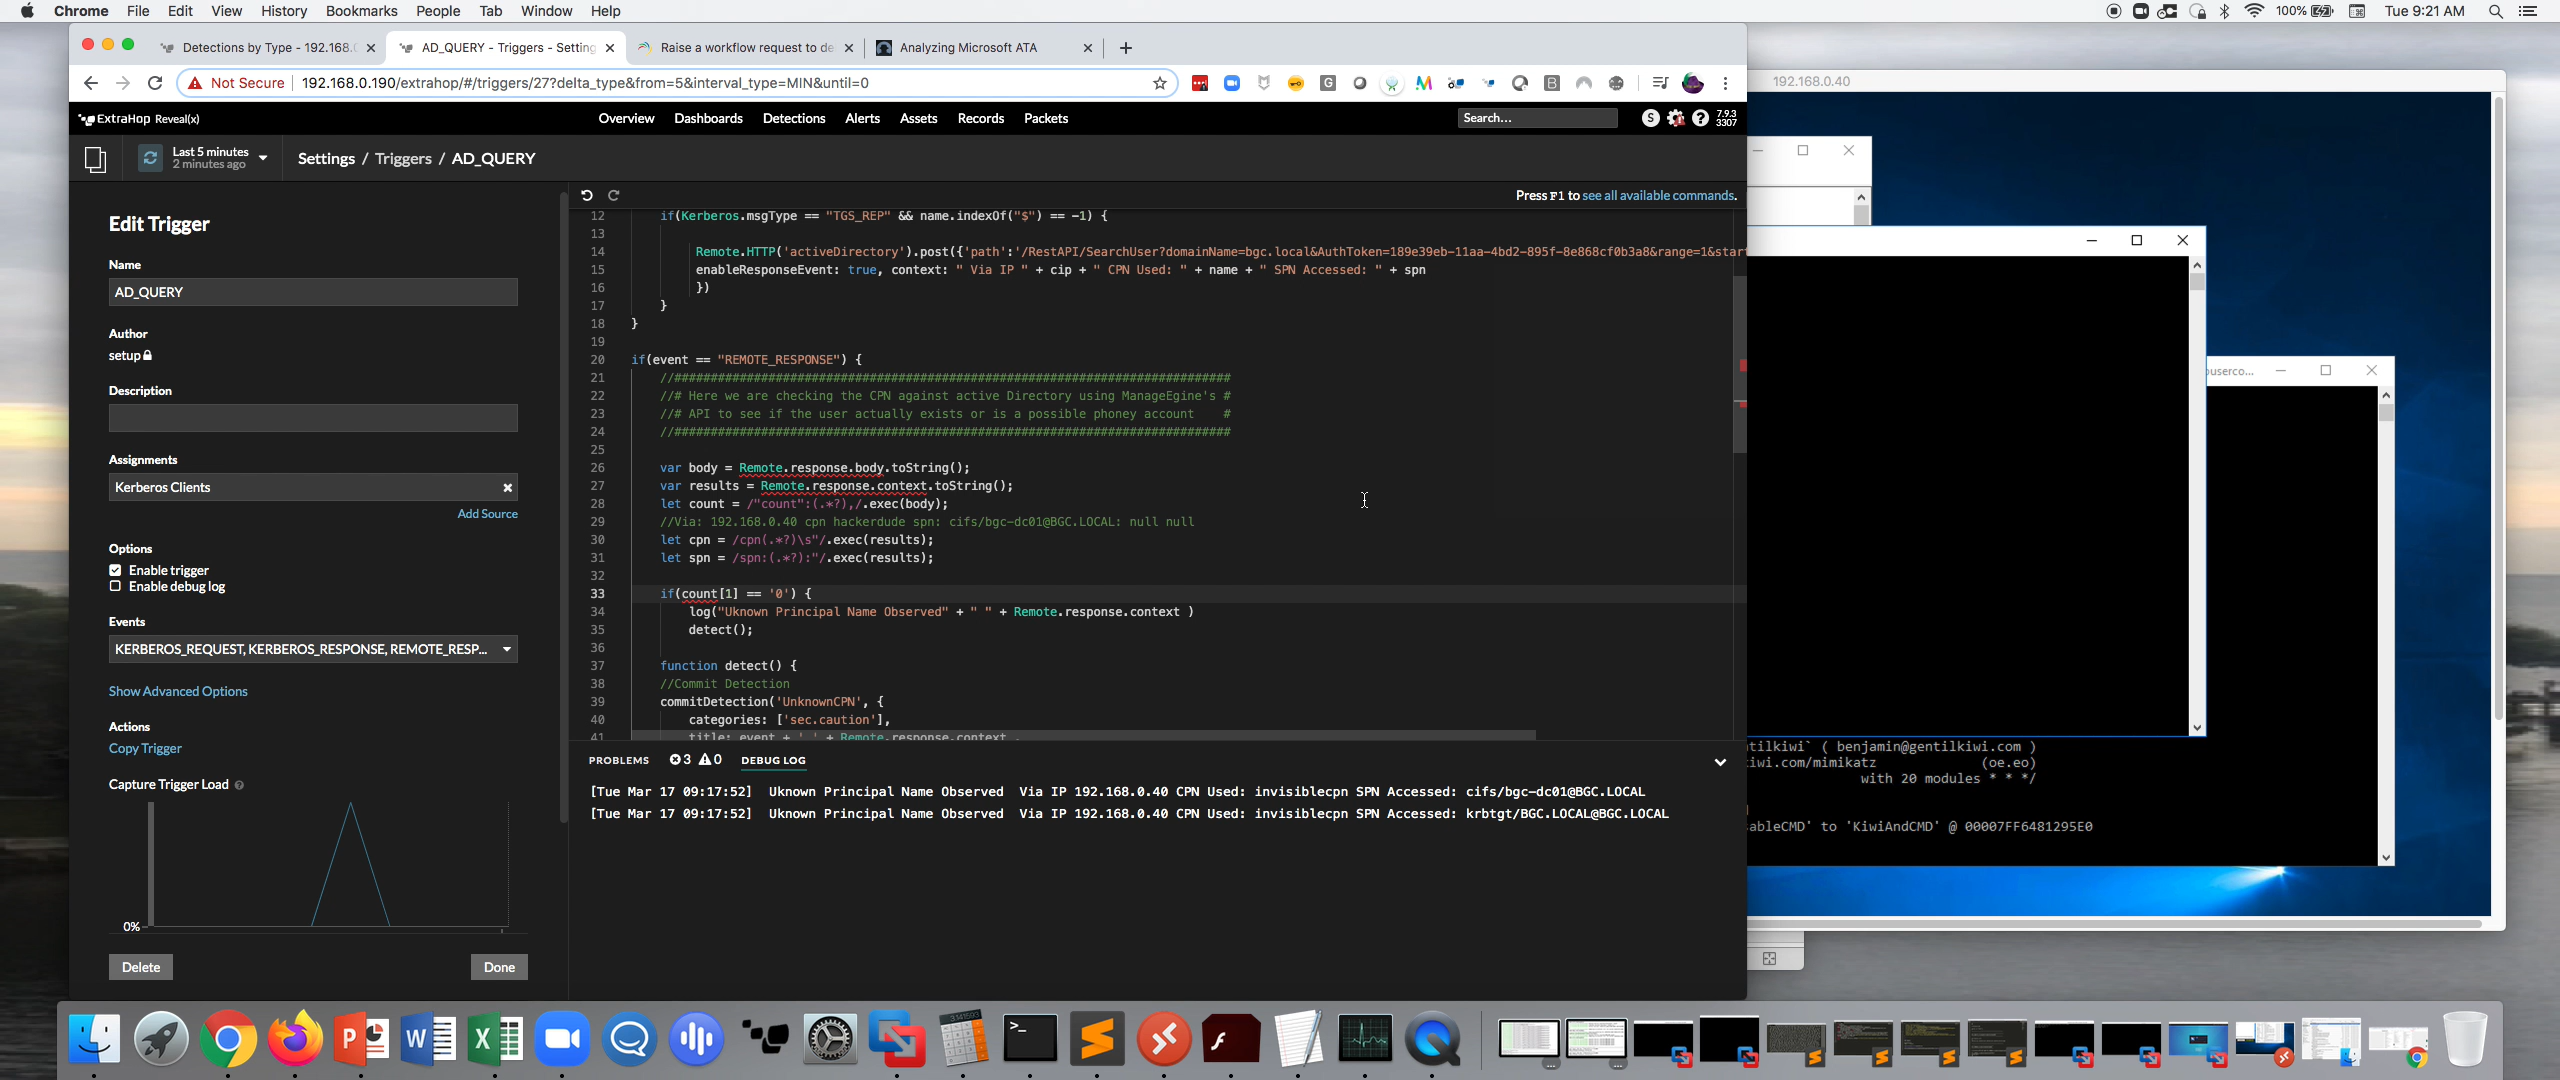 Chrome File Edit View History Bookmarks People Tab Window Help
100% Tue 9:21 AM
Detections by Type - 192.168.0
AD_QUERY - Triggers - Setting
Raise a workflow request to de
Analyzing Microsoft ATA
192.168.0.40
Not Secure 192.168.0.190/extrahop/#/triggers/27?delta_type&from=5&interval_type=MIN&until=0
ExtraHop Reveal(x)
Overview Dashboards Detections Alerts Assets Records Packets
Search...
S
7.9.3
3307
Last 5 minutes
2 minutes ago
Settings / Triggers / AD_QUERY
Press F1 to see all available commands.
Edit Trigger
Name
AD_QUERY
Author
setup
Description
Assignments
Kerberos Clients
Add Source
Options
Enable trigger
Enable debug log
Events
KERBEROS_REQUEST, KERBEROS_RESPONSE, REMOTE_RESP...
Show Advanced Options
Actions
Copy Trigger
Capture Trigger Load
0%
Delete
Done
12 if(Kerberos.msgType == "TGS_REP" && name.indexOf("$") == -1) {
13
14 Remote.HTTP('activeDirectory').post({'path':'/RestAPI/SearchUser?domainName=bgc.local&AuthToken=189e39eb-11aa-4bd2-895f-8e868cf0b3a8&range=1&start
15 enableResponseEvent: true, context: " Via IP " + cip + " CPN Used: " + name + " SPN Accessed: " + spn
16 })
17 }
18 }
19
20 if(event == "REMOTE_RESPONSE") {
21 //#############################################################################
22 //# Here we are checking the CPN against active Directory using ManageEgine's #
23 //# API to see if the user actually exists or is a possible phoney account #
24 //#############################################################################
25
26 var body = Remote.response.body.toString();
27 var results = Remote.response.context.toString();
28 let count = /"count":(.*?),/.exec(body);
29 //Via: 192.168.0.40 cpn hackerdude spn: cifs/bgc-dc01@BGC.LOCAL: null null
30 let cpn = /cpn(.*?)\s"/.exec(results);
31 let spn = /spn:(.*?):"/.exec(results);
32
33 if(count[1] == '0') {
34 log("Uknown Principal Name Observed" + " " + Remote.response.context )
35 detect();
36
37 function detect() {
38 //Commit Detection
39 commitDetection('UnknownCPN', {
40 categories: ['sec.caution'],
41 title: event + ' ' + Remote.response.context
PROBLEMS 3 0 DEBUG LOG
[Tue Mar 17 09:17:52] Uknown Principal Name Observed Via IP 192.168.0.40 CPN Used: invisiblecpn SPN Accessed: cifs/bgc-dc01@BGC.LOCAL
[Tue Mar 17 09:17:52] Uknown Principal Name Observed Via IP 192.168.0.40 CPN Used: invisiblecpn SPN Accessed: krbtgt/BGC.LOCAL@BGC.LOCAL
userco...
tilkiwi` ( benjamin@gentilkiwi.com )
iwi.com/mimikatz (oe.eo)
with 20 modules * * */
ableCMD' to 'KiwiAndCMD' @ 00007FF6481295E0